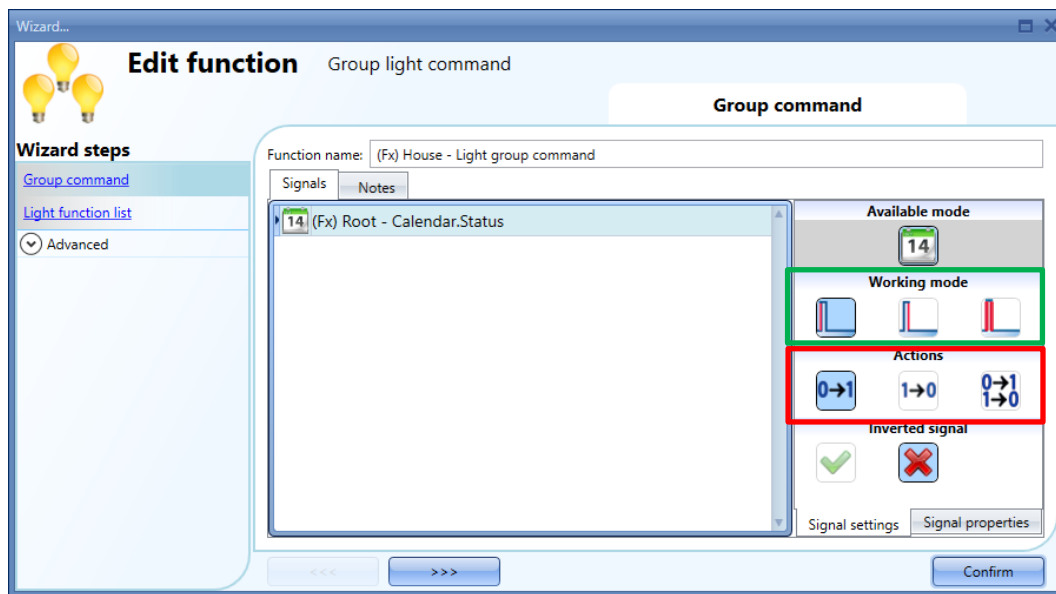 Wizard...
Edit function Group light command
Group command
Wizard steps
Group command
Light function list
Advanced
Function name: (Fx) House - Light group command
Signals Notes
14 (Fx) Root - Calendar.Status
Available mode
14
Working mode
Actions
0→1 1→0 0→1
1→0
Inverted signal
Signal settings Signal properties
<<< >>> Confirm